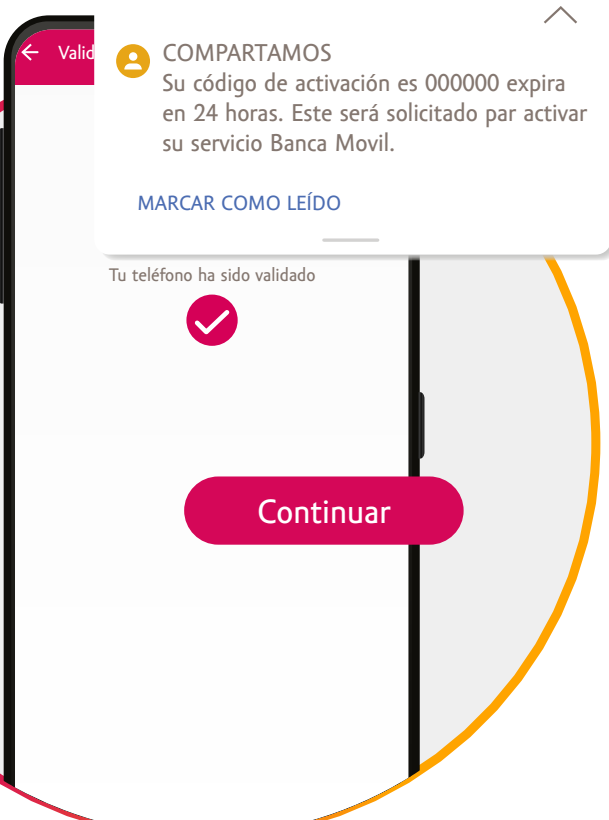 Valid
COMPARTAMOS
Su código de activación es 000000 expira
en 24 horas. Este será solicitado par activar
su servicio Banca Movil.
MARCAR COMO LEÍDO
Tu teléfono ha sido validado
Continuar